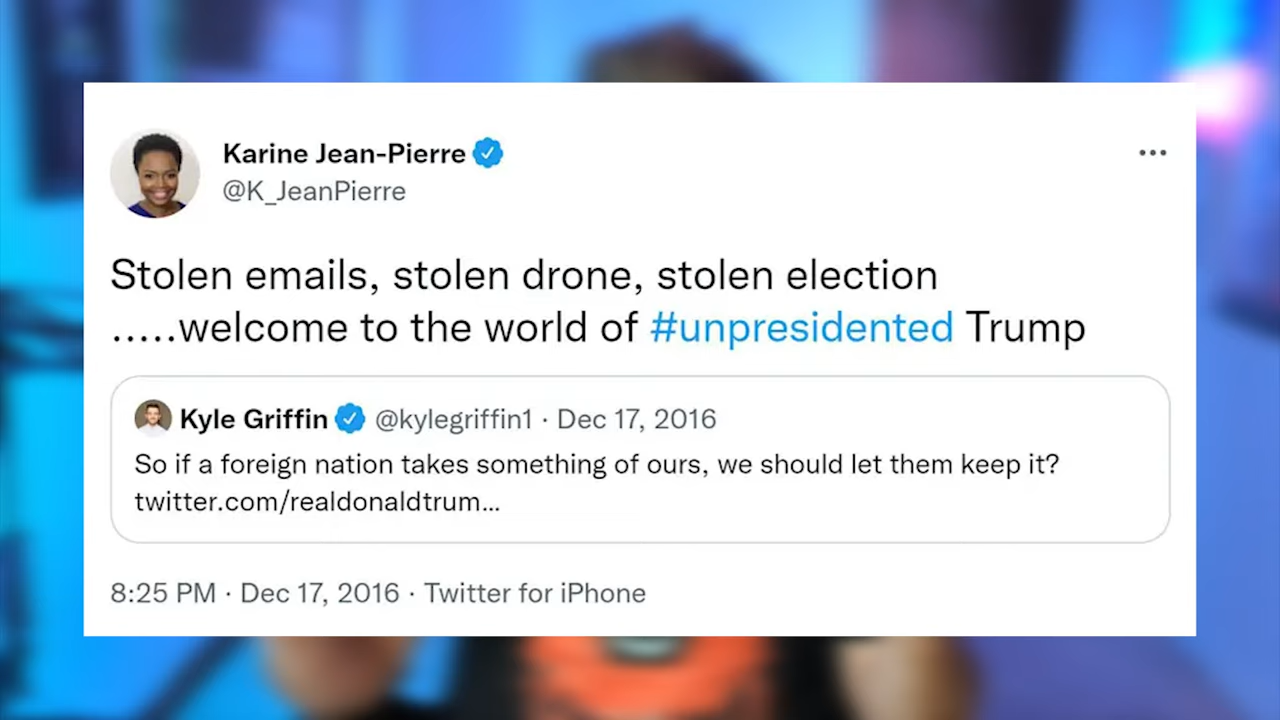 Karine Jean-Pierre
@K_JeanPierre
Stolen emails, stolen drone, stolen election
.....welcome to the world of #unpresidented Trump
Kyle Griffin @kylegriffin1 · Dec 17, 2016
So if a foreign nation takes something of ours, we should let them keep it?
twitter.com/realdonaldtrum...
8:25 PM · Dec 17, 2016 · Twitter for iPhone